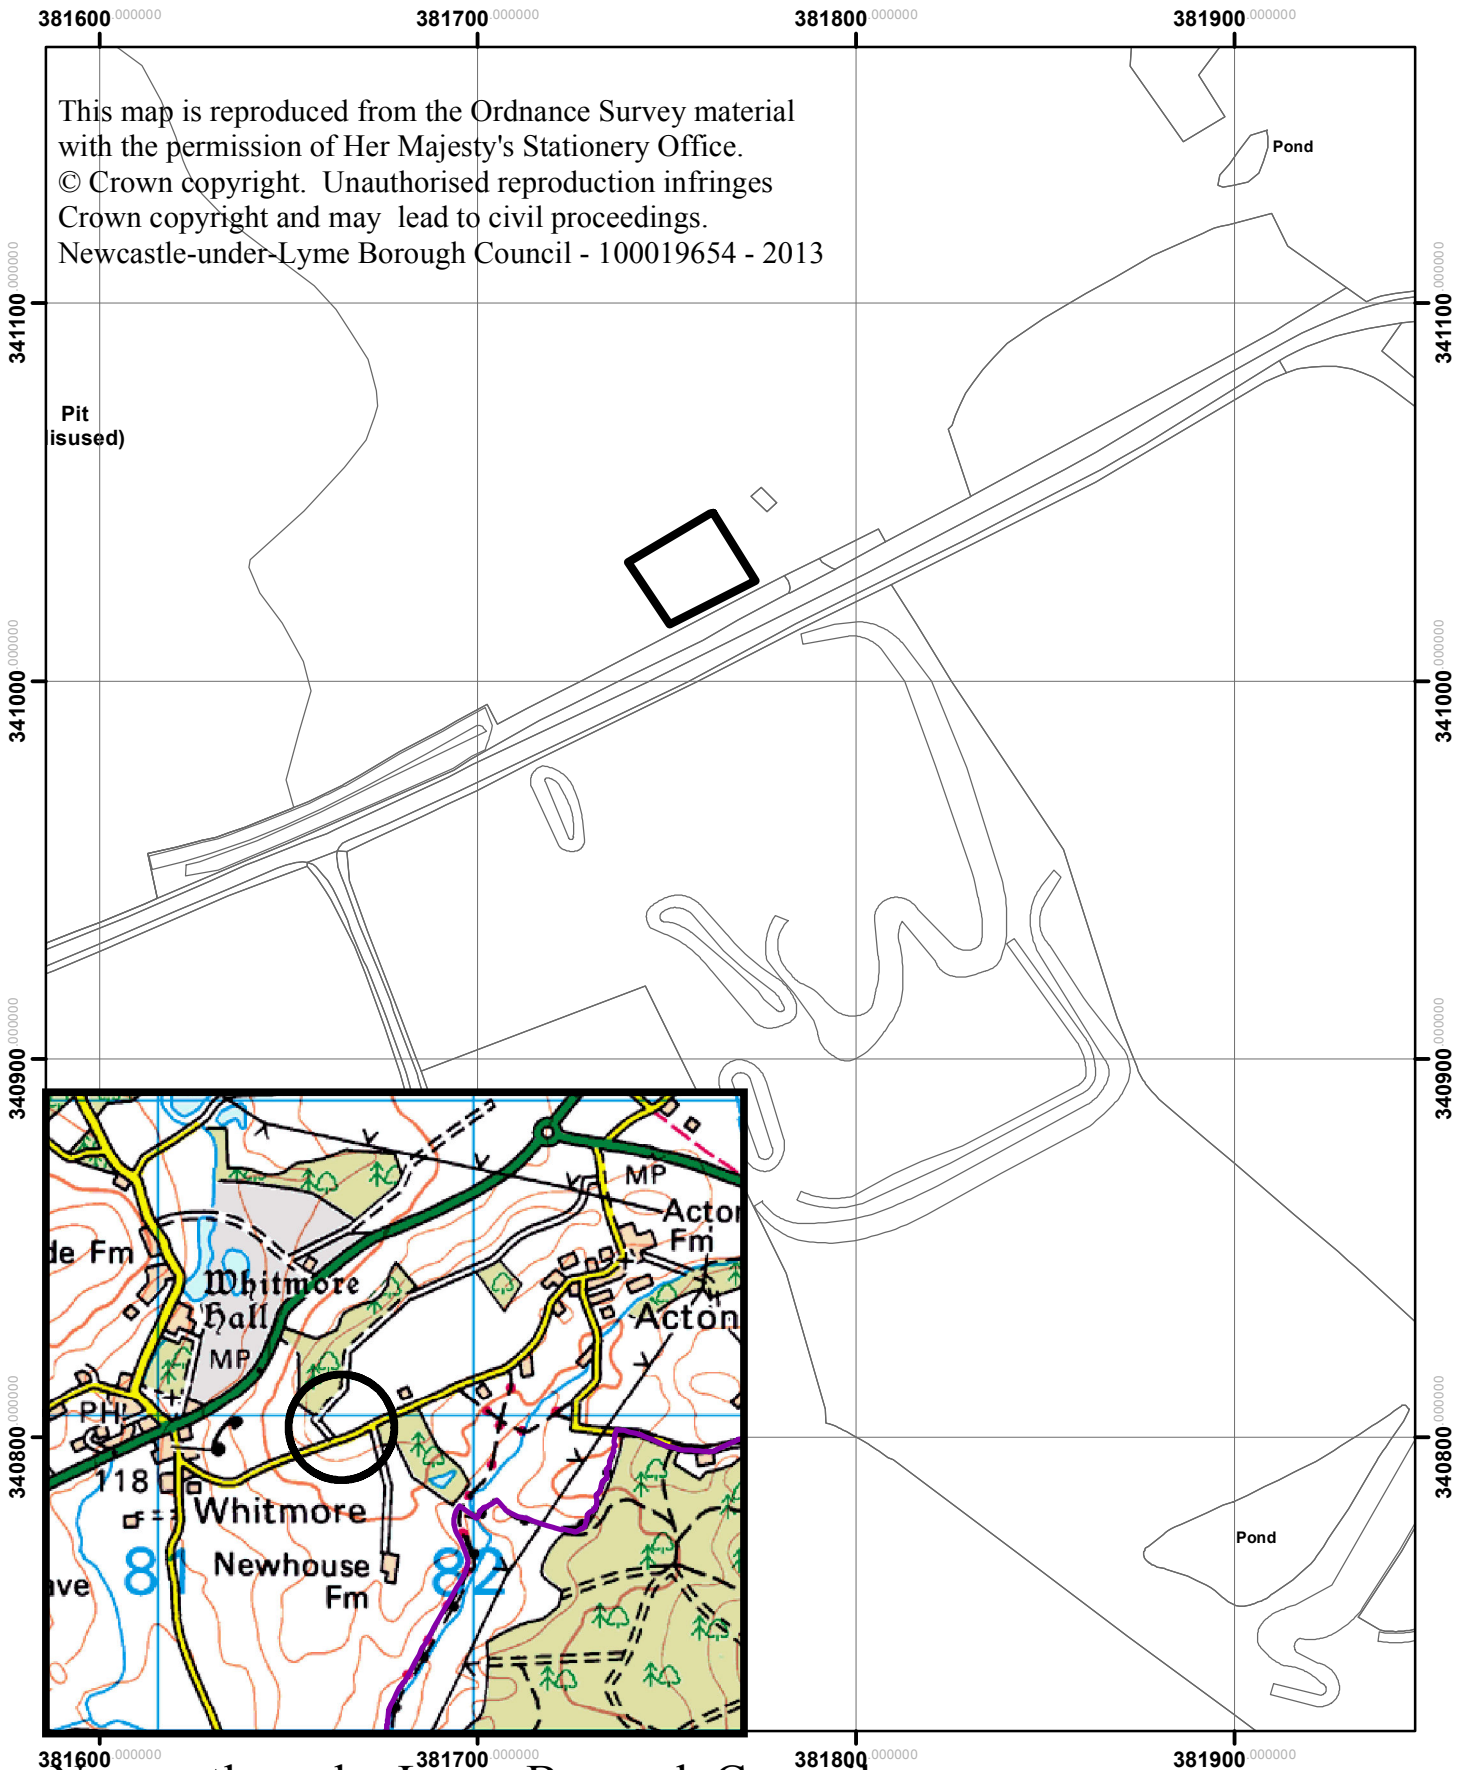 381600.000000 381700.000000 381800.000000 381900.000000
This map is reproduced from the Ordnance Survey material
with the permission of Her Majesty's Stationery Office.
© Crown copyright. Unauthorised reproduction infringes
Crown copyright and may lead to civil proceedings.
Newcastle-under-Lyme Borough Council - 100019654 - 2013
Pond
341100.000000
341100.000000
Pit
isused)
341000.000000
341000.000000
340900.000000
340900.000000
MP
Acton
Fm
de Fm
Whitmore
Hall
Acton
MP
PH
118
Whitmore
81
Newhouse
Fm
82
ave
340800.000000
340800.000000
Pond
381600.000000 381700.000000 381800.000000 381900.000000